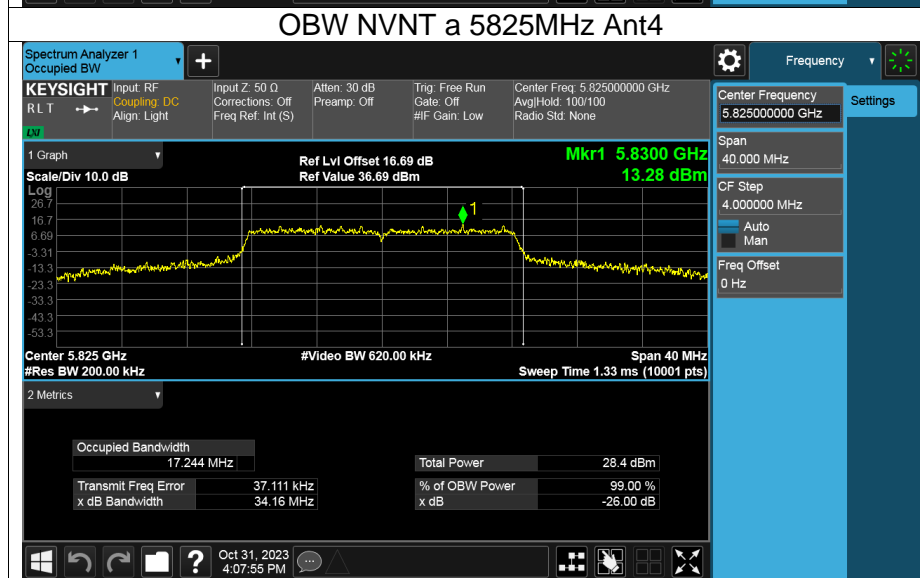 OBW NVNT a 5825MHz Ant4
Spectrum Analyzer 1
Occupied BW
+
Frequency
KEYSIGHT
R L T
LXI
Input: RF
Coupling: DC
Align: Light
Input Z: 50 Ω
Corrections: Off
Freq Ref: Int (S)
Atten: 30 dB
Preamp: Off
Trig: Free Run
Gate: Off
#IF Gain: Low
Center Freq: 5.825000000 GHz
Avg|Hold: 100/100
Radio Std: None
Center Frequency
5.825000000 GHz
Settings
Span
40.000 MHz
CF Step
4.000000 MHz
Auto
Man
Freq Offset
0 Hz
1 Graph
Scale/Div 10.0 dB
Ref Lvl Offset 16.69 dB
Ref Value 36.69 dBm
Mkr1 5.8300 GHz
13.28 dBm
Log
26.7
16.7
6.69
-3.31
-13.3
-23.3
-33.3
-43.3
-53.3
1
Center 5.825 GHz
#Res BW 200.00 kHz
#Video BW 620.00 kHz
Span 40 MHz
Sweep Time 1.33 ms (10001 pts)
2 Metrics
Occupied Bandwidth
17.244 MHz
Transmit Freq Error 37.111 kHz
x dB Bandwidth 34.16 MHz
Total Power 28.4 dBm
% of OBW Power 99.00 %
x dB -26.00 dB
?
Oct 31, 2023
4:07:55 PM